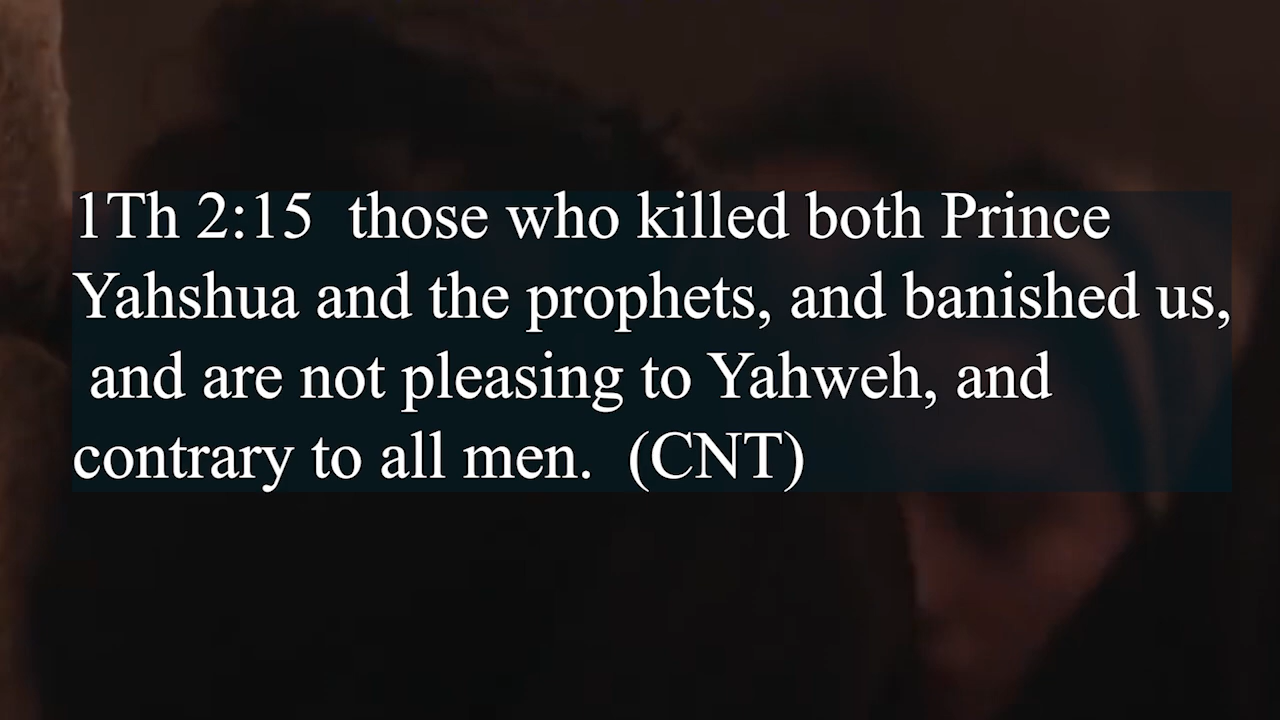 1Th 2:15  those who killed both Prince
Yahshua and the prophets, and banished us,
and are not pleasing to Yahweh, and
contrary to all men.  (CNT)